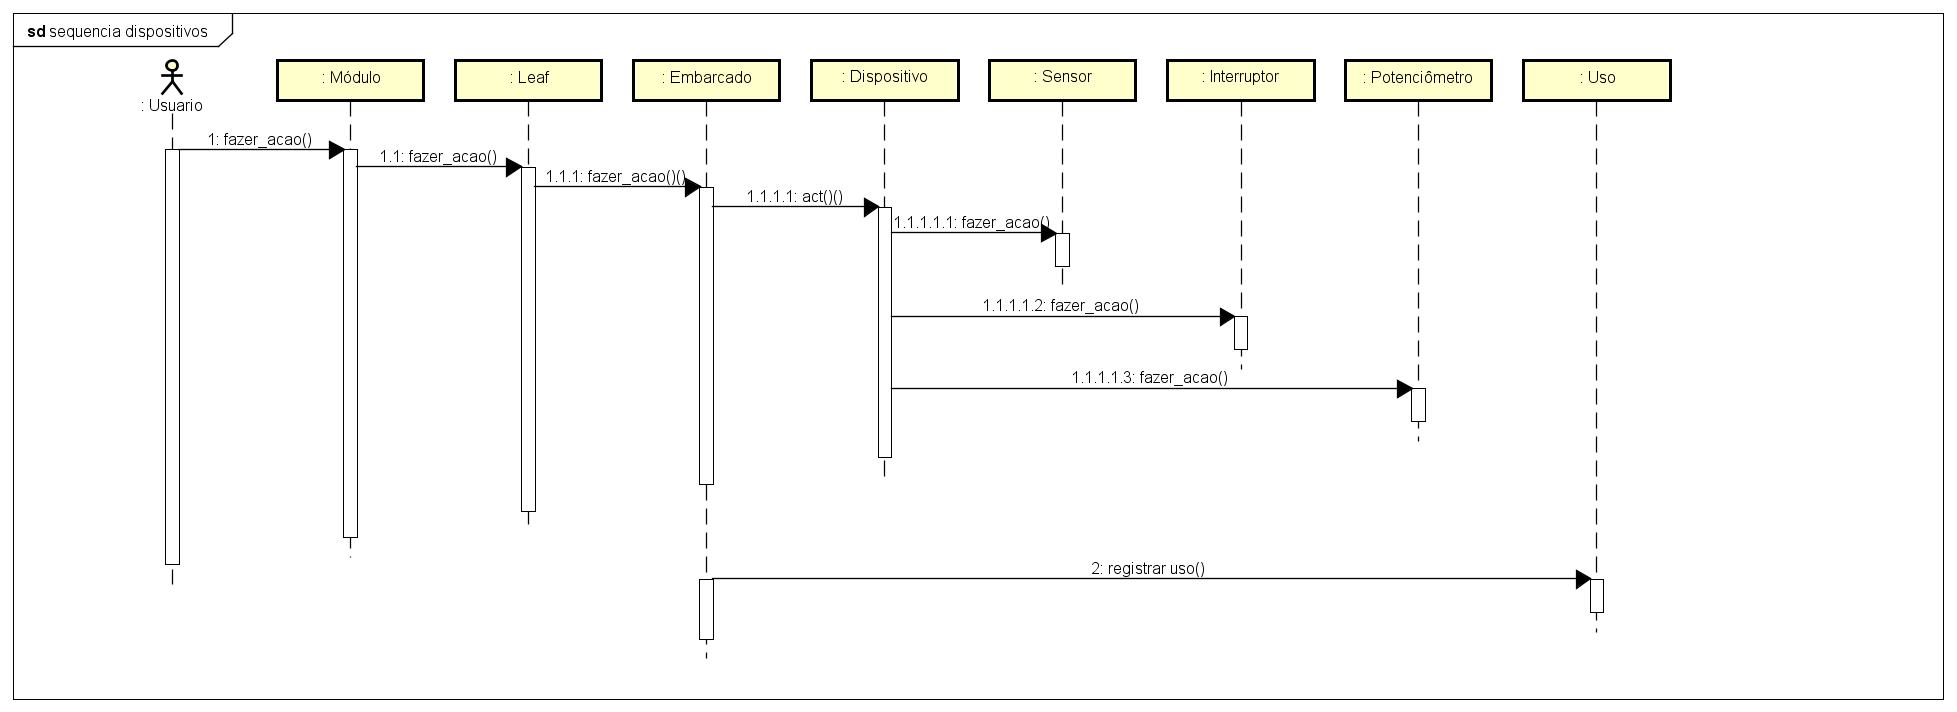 sd sequencia dispositivos
: Usuario
: Módulo
: Leaf
: Embarcado
: Dispositivo
: Sensor
: Interruptor
: Potenciômetro
: Uso
1: fazer_acao()
1.1: fazer_acao()
1.1.1: fazer_acao()()
1.1.1.1: act()()
1.1.1.1.1: fazer_acao()
1.1.1.1.2: fazer_acao()
1.1.1.1.3: fazer_acao()
2: registrar uso()